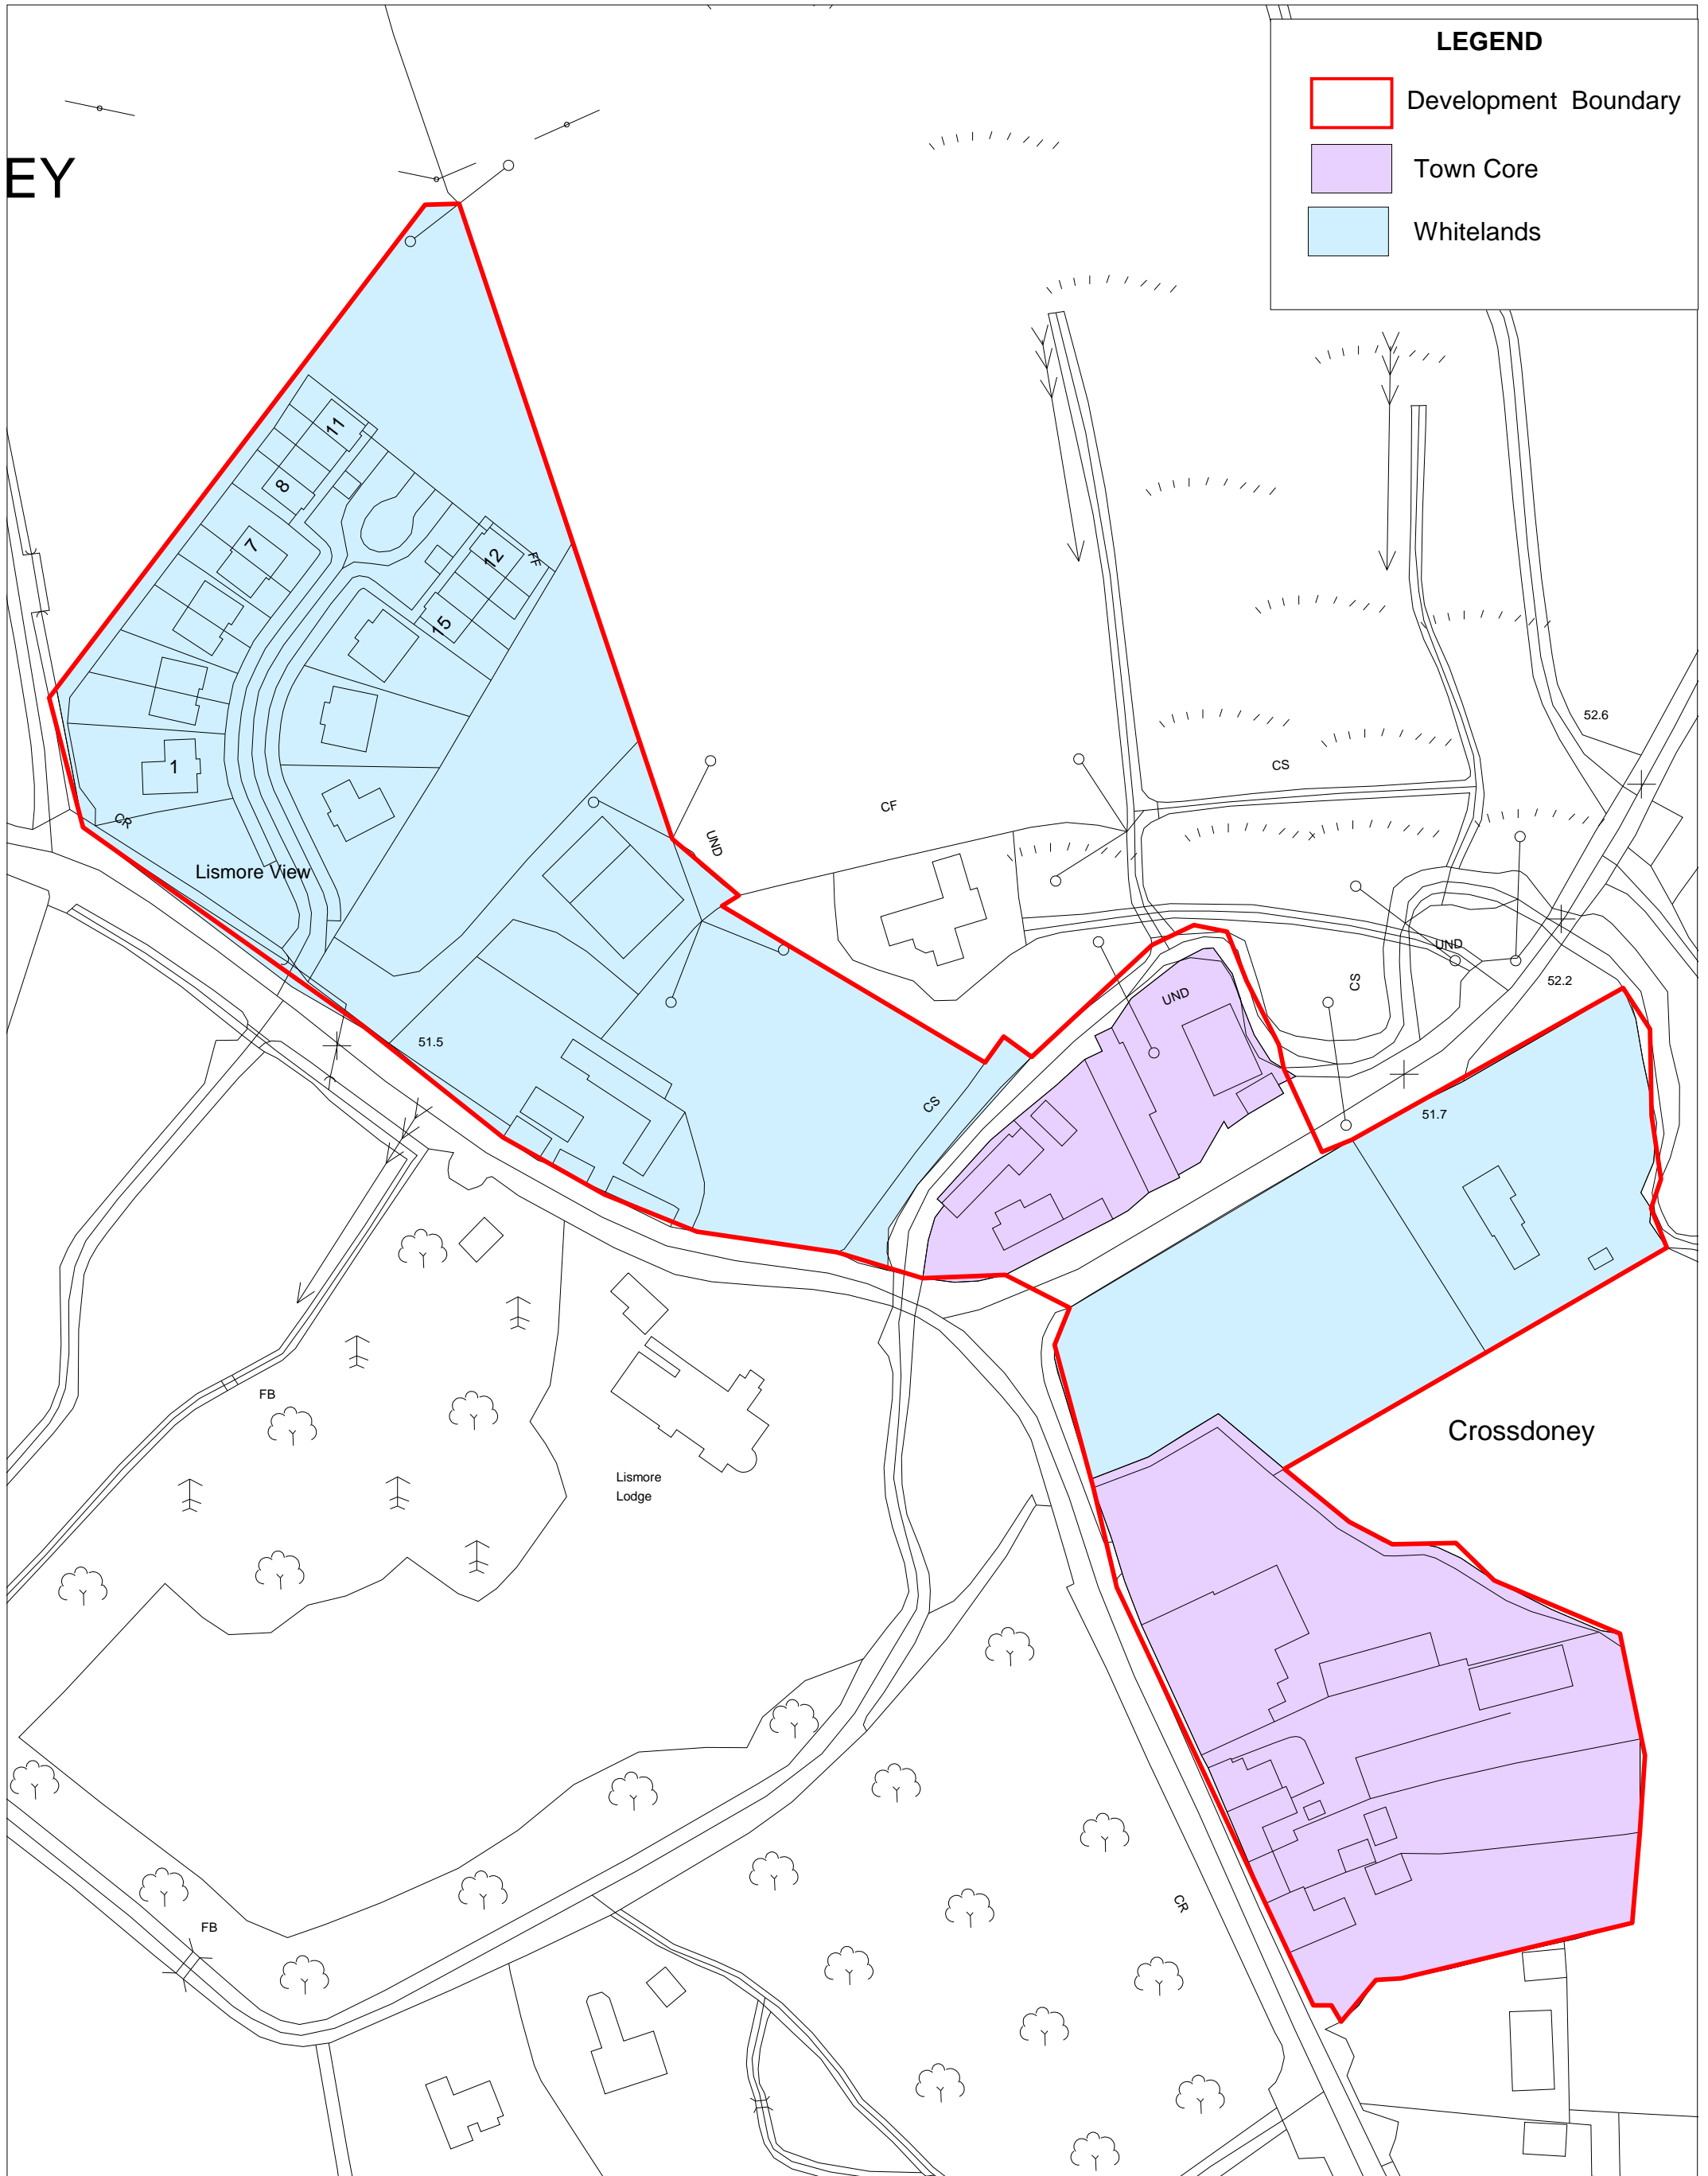 LEGEND
Development Boundary
Town Core
Whitelands
EY
11
8
7
12
FF
15
52.6
1
CS
CF
CR
UND
Lismore View
UND
CS
52.2
UND
51.5
CS
51.7
FB
Crossdoney
Lismore
Lodge
CR
FB